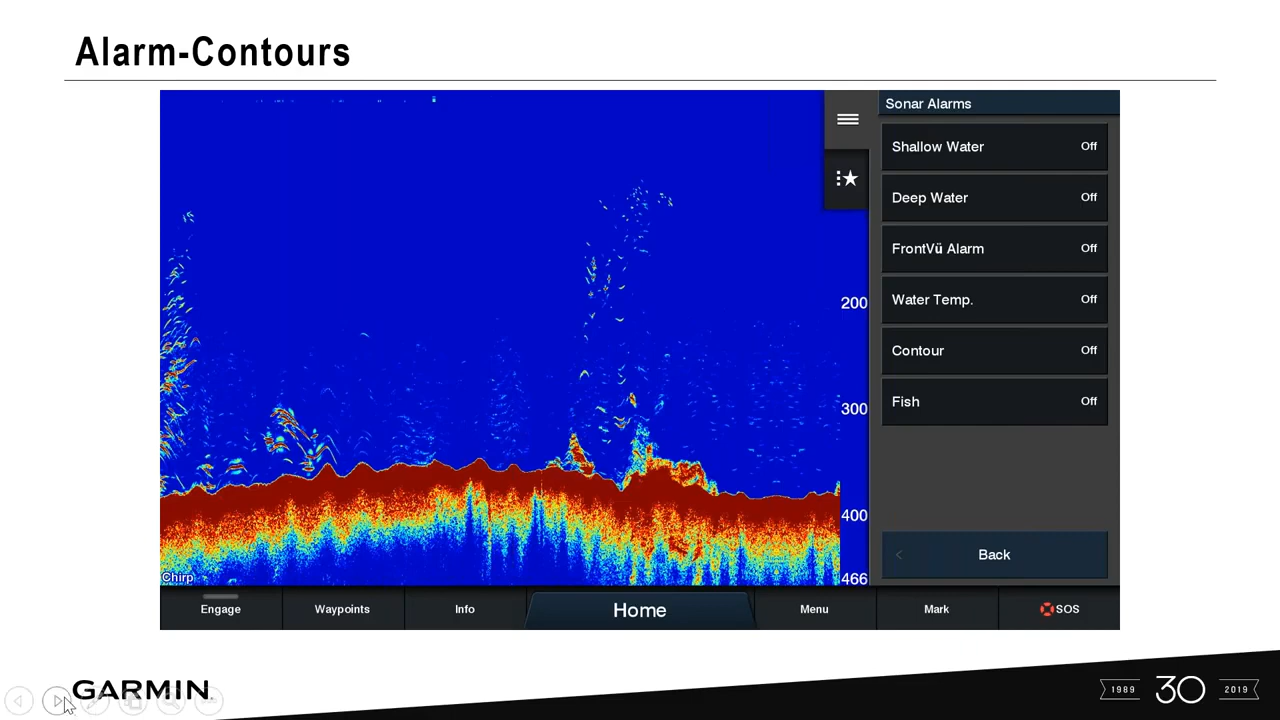 Alarm-Contours
Sonar Alarms
Shallow Water Off
Deep Water Off
FrontVü Alarm Off
Water Temp. Off
Contour Off
Fish Off
Back
200
300
400
466
Chirp
Engage
Waypoints
Info
Home
Menu
Mark
SOS
GARMIN.
1989 30 2019